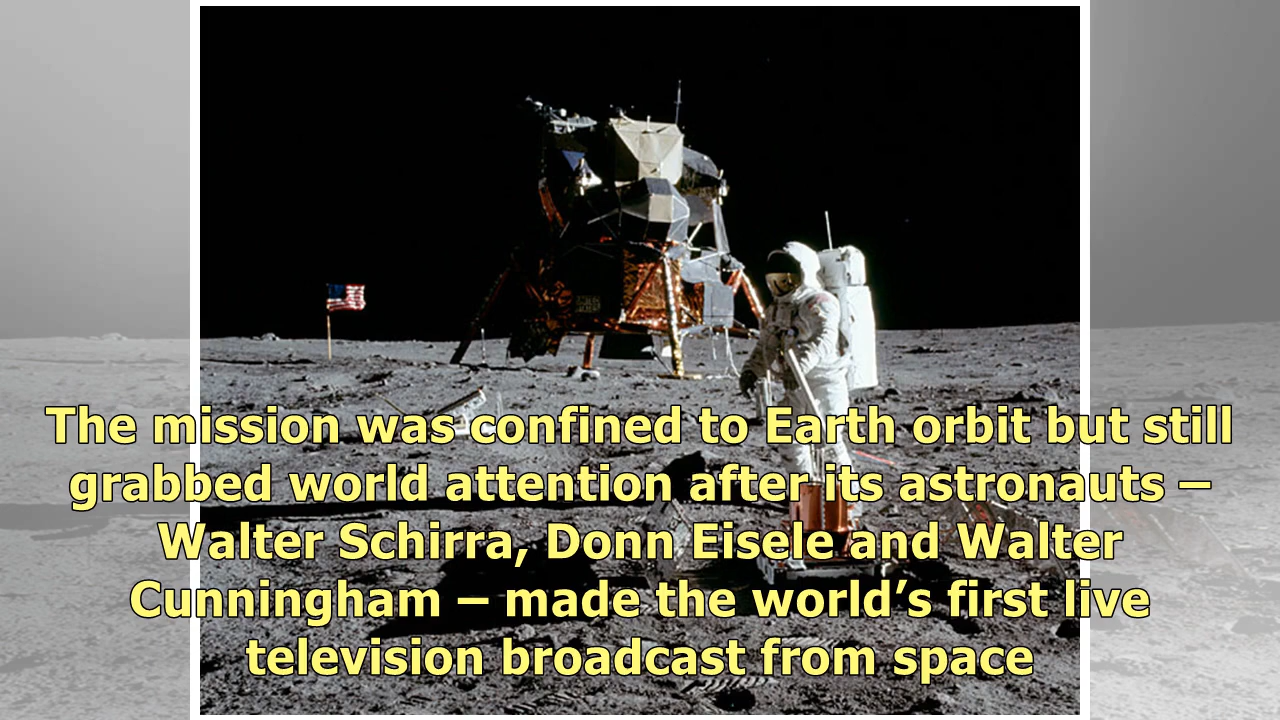 The mission was confined to Earth orbit but still
grabbed world attention after its astronauts –
Walter Schirra, Donn Eisele and Walter
Cunningham – made the world’s first live
television broadcast from space